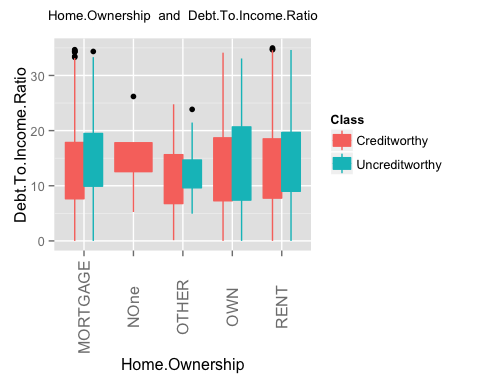 Home.Ownership and Debt.To.Income.Ratio
Debt.To.Income.Ratio
30
20
10
0
MORTGAGE
NOne
OTHER
OWN
RENT
Home.Ownership
Class
Creditworthy
Uncreditworthy